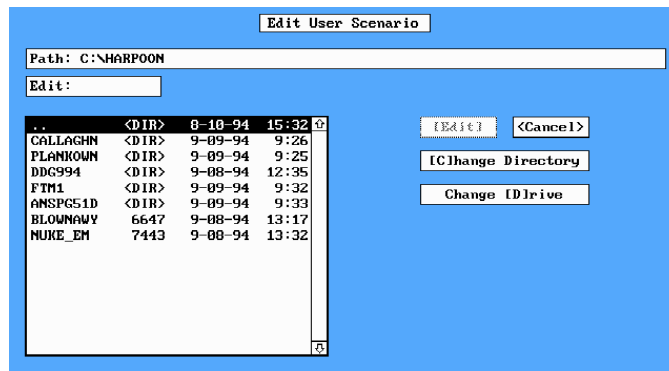 Edit User Scenario
Path: C:\HARPOON
Edit:
.. <DIR> 8-10-94 15:32
CALLAGHN <DIR> 9-09-94 9:26
PLANKOWN <DIR> 9-09-94 9:25
DDG994 <DIR> 9-08-94 12:35
FTM1 <DIR> 9-09-94 9:32
ANSPG51D <DIR> 9-09-94 9:33
BLOWNAWY 6647 9-08-94 13:17
NUKE_EM 7443 9-08-94 13:32
[Edit] <Cancel>
[C]hange Directory
Change [D]rive